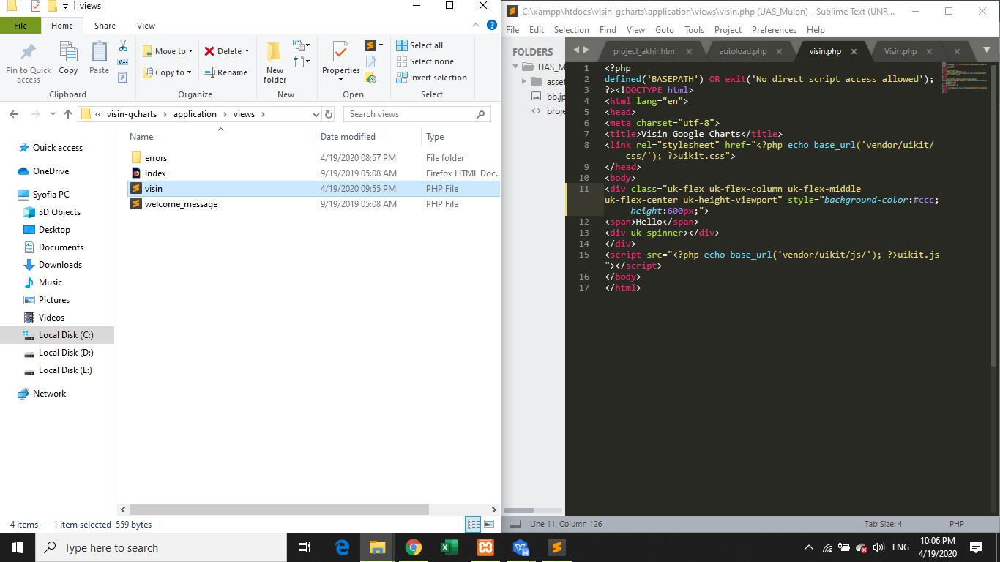 views
File
Home
Share
View
Pin to Quick
access
Copy
Paste
Clipboard
Move to
Copy to
Delete
Rename
Organize
New
folder
New
Properties
Open
Select all
Select none
Invert selection
Select
« visin-gcharts › application › views ›
Search views
Quick access
OneDrive
Syofia PC
3D Objects
Desktop
Documents
Downloads
Music
Pictures
Videos
Local Disk (C:)
Local Disk (D:)
Local Disk (E:)
Network
Name Date modified Type
errors 4/19/2020 08:57 PM File folder
index 9/19/2019 05:08 AM Firefox HTML Doc...
visin 4/19/2020 09:55 PM PHP File
welcome_message 9/19/2019 05:08 AM PHP File
4 items 1 item selected 559 bytes
C:\xampp\htdocs\visin-gcharts\application\views\visin.php (UAS_Mulon) - Sublime Text (UNR...
File Edit Selection Find View Goto Tools Project Preferences Help
FOLDERS
UAS_M
asset
bb.jp
proje
project_akhir.html
autoload.php
visin.php
Visin.php
1 <?php
2 defined('BASEPATH') OR exit('No direct script access allowed');
3 ?><!DOCTYPE html>
4 <html lang="en">
5 <head>
6 <meta charset="utf-8">
7 <title>Visin Google Charts</title>
8 <link rel="stylesheet" href="<?php echo base_url('vendor/uikit/
css/'); ?>uikit.css">
9 </head>
10 <body>
11 <div class="uk-flex uk-flex-column uk-flex-middle
uk-flex-center uk-height-viewport" style="background-color:#ccc;
height:600px;">
12 <span>Hello</span>
13 <div uk-spinner></div>
14 </div>
15 <script src="<?php echo base_url('vendor/uikit/js/'); ?>uikit.js
"></script>
16 </body>
17 </html>
Line 11, Column 126
Tab Size: 4
PHP
Type here to search
ENG
10:06 PM
4/19/2020